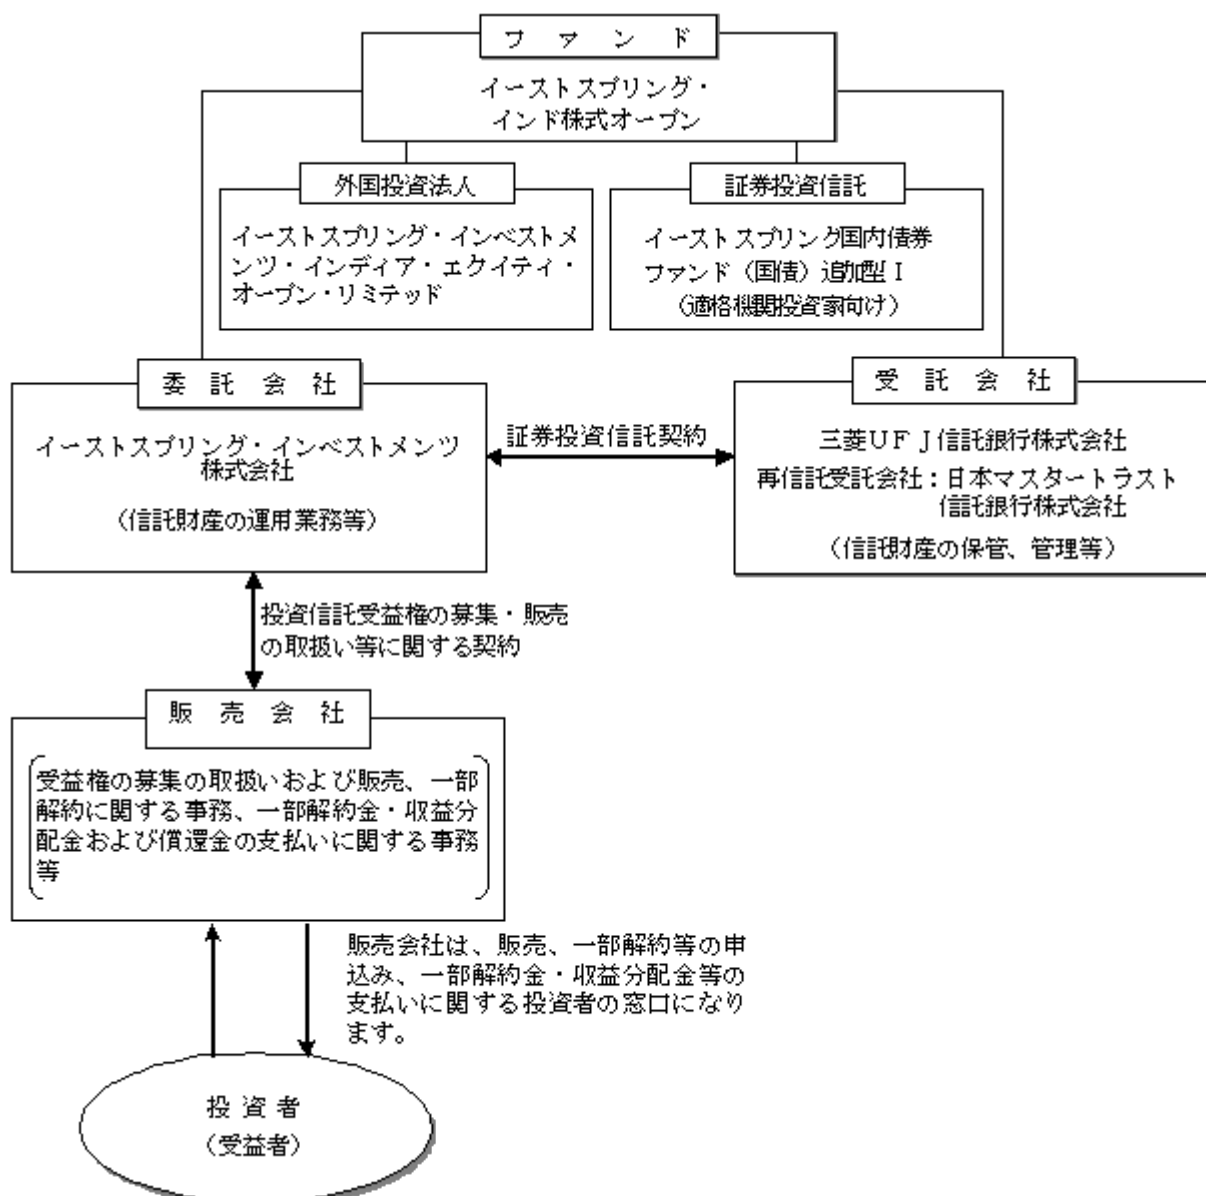 ファンド
イーストスプリング・
インド株式オープン
外国投資法人
イーストスプリング・インベストメ
ンツ・インディア・エクイティ・
オープン・リミテッド
証券投資信託
イーストスプリング国内債券
ファンド（国債）追加型Ⅰ
（適格機関投資家向け）
委託会社
イーストスプリング・インベストメンツ
株式会社
（信託財産の運用業務等）
証券投資信託契約
受託会社
三菱ＵＦＪ信託銀行株式会社
再信託受託会社：日本マスタートラスト
信託銀行株式会社
（信託財産の保管、管理等）
投資信託受益権の募集・販売
の取扱い等に関する契約
販売会社
受益権の募集の取扱いおよび販売、一部
解約に関する事務、一部解約金・収益分
配金および償還金の支払いに関する事務
等
販売会社は、販売、一部解約等の申
込み、一部解約金・収益分配金等の
支払いに関する投資者の窓口になり
ます。
投資者
（受益者）